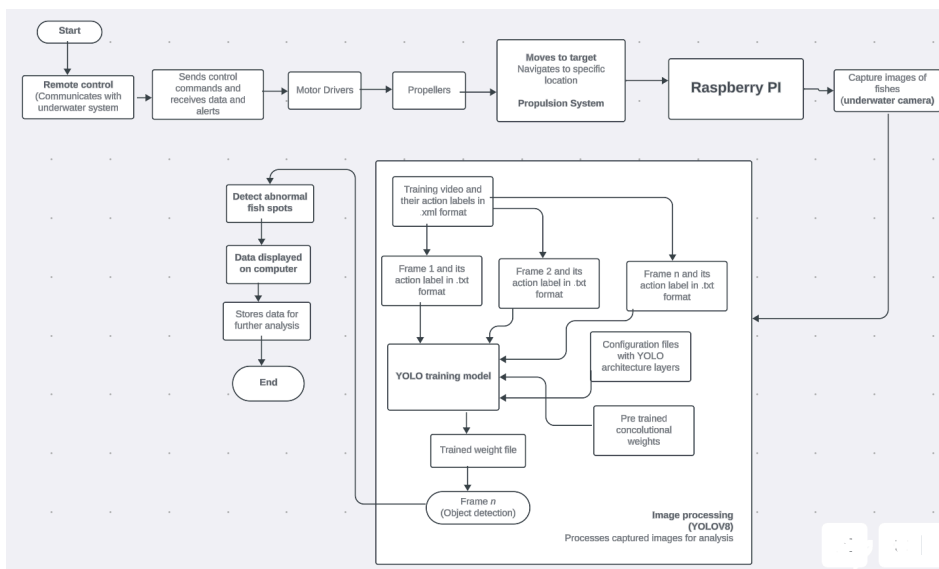 Start
Remote control
(Communicates with
underwater system
Sends control
commands and
receives data and
alerts
Motor Drivers
Propellers
Moves to target
Navigates to specific
location
Propulsion System
Raspberry PI
Capture images of
fishes
(underwater camera)
Detect abnormal
fish spots
Data displayed
on computer
Stores data for
further analysis
End
Training video and
their action labels in
xml format
Frame 1 and its
action label in .txt
format
Frame 2 and its
action label in .txt
format
Frame n and its
action label in .txt
format
Configuration files
with YOLO
architecture layers
YOLO training model
Pre trained
concolutional
weights
Trained weight file
Frame n
(Object detection)
Image processing
(YOLOV8)
Processes captured images for analysis